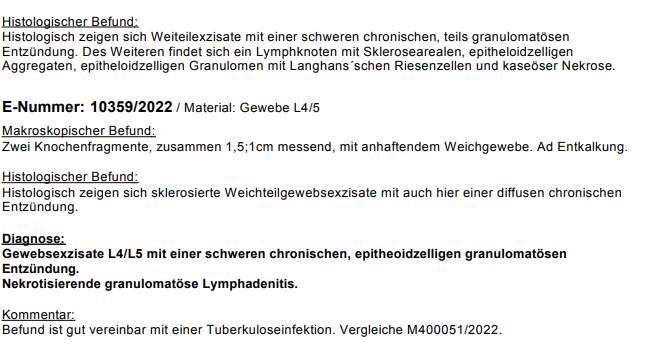 Histologischer Befund:
Histologisch zeigen sich Weiteilexzisate mit einer schweren chronischen, teils granulomatösen
Entzündung. Des Weiteren findet sich ein Lymphknoten mit Sklerosearealen, epitheloidzelligen
Aggregaten, epitheloidzelligen Granulomen mit Langhans´schen Riesenzellen und kaseöser Nekrose.
E-Nummer: 10359/2022 / Material: Gewebe L4/5
Makroskopischer Befund:
Zwei Knochenfragmente, zusammen 1,5;1cm messend, mit anhaftendem Weichgewebe. Ad Entkalkung.
Histologischer Befund:
Histologisch zeigen sich sklerosierte Weichteilgewebsexzisate mit auch hier einer diffusen chronischen
Entzündung.
Diagnose:
Gewebsexzisate L4/L5 mit einer schweren chronischen, epitheoidzelligen granulomatösen
Entzündung.
Nekrotisierende granulomatöse Lymphadenitis.
Kommentar:
Befund ist gut vereinbar mit einer Tuberkuloseinfektion. Vergleiche M400051/2022.